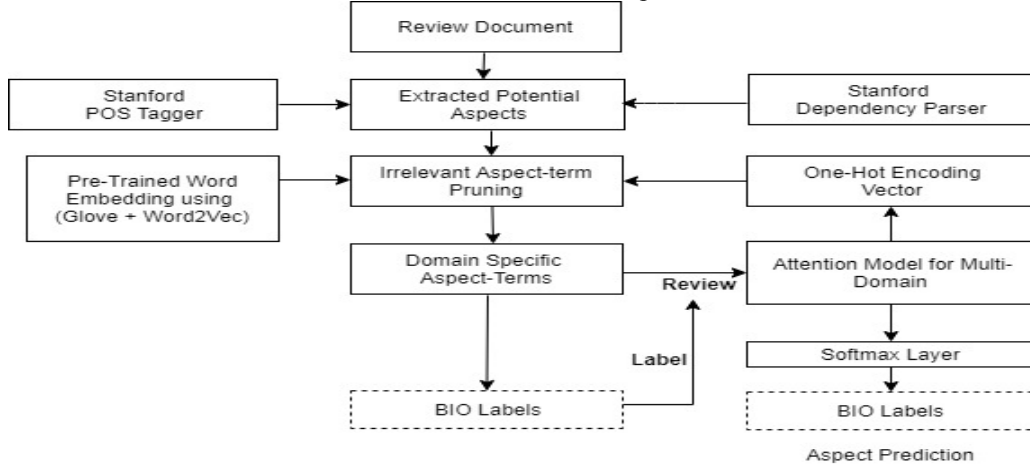 Review Document
Stanford
POS Tagger
Extracted Potential
Aspects
Stanford
Dependency Parser
Pre-Trained Word
Embedding using
(Glove + Word2Vec)
Irrelevant Aspect-term
Pruning
One-Hot Encoding
Vector
Domain Specific
Aspect-Terms
Review
Attention Model for Multi-
Domain
Label
Softmax Layer
BIO Labels
BIO Labels
Aspect Prediction